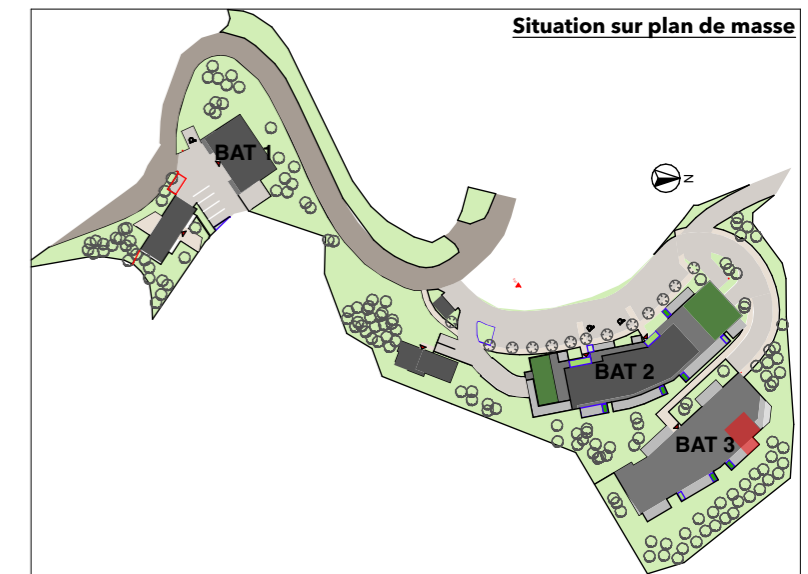 Situation sur plan de masse
BAT 1
P
N
P
P
BAT 2
BAT 3